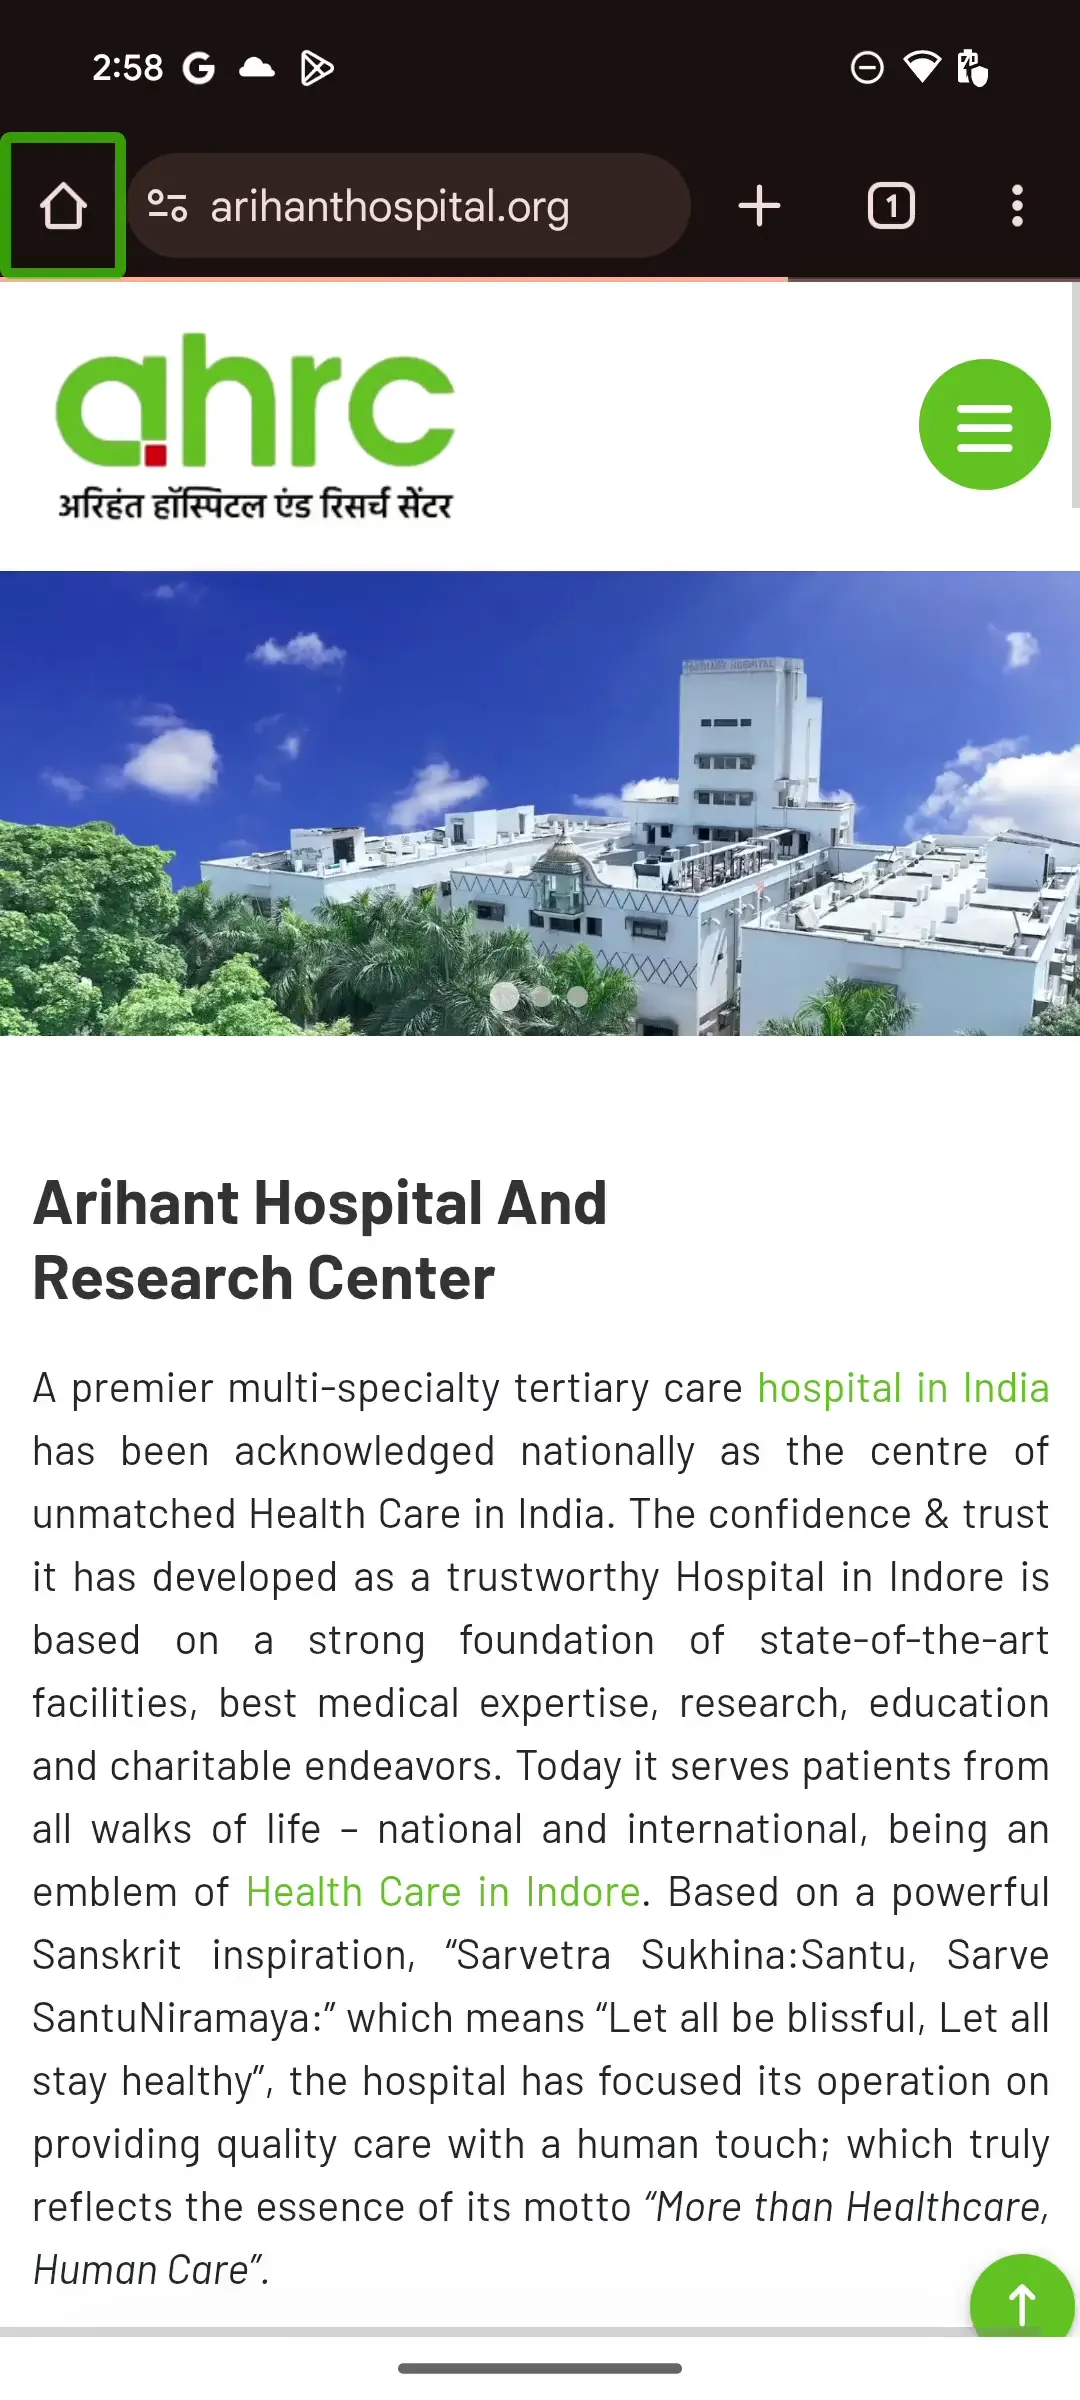 2:58
arihanthospital.org
1
ahrc
अरिहंत हॉस्पिटल एंड रिसर्च सेंटर
HOSPITAL
Arihant Hospital And
Research Center
A premier multi-specialty tertiary care hospital in India
has been acknowledged nationally as the centre of
unmatched Health Care in India. The confidence & trust
it has developed as a trustworthy Hospital in Indore is
based on a strong foundation of state-of-the-art
facilities, best medical expertise, research, education
and charitable endeavors. Today it serves patients from
all walks of life – national and international, being an
emblem of Health Care in Indore. Based on a powerful
Sanskrit inspiration, “Sarvetra Sukhina:Santu, Sarve
SantuNiramaya:” which means “Let all be blissful, Let all
stay healthy”, the hospital has focused its operation on
providing quality care with a human touch; which truly
reflects the essence of its motto “More than Healthcare,
Human Care”.